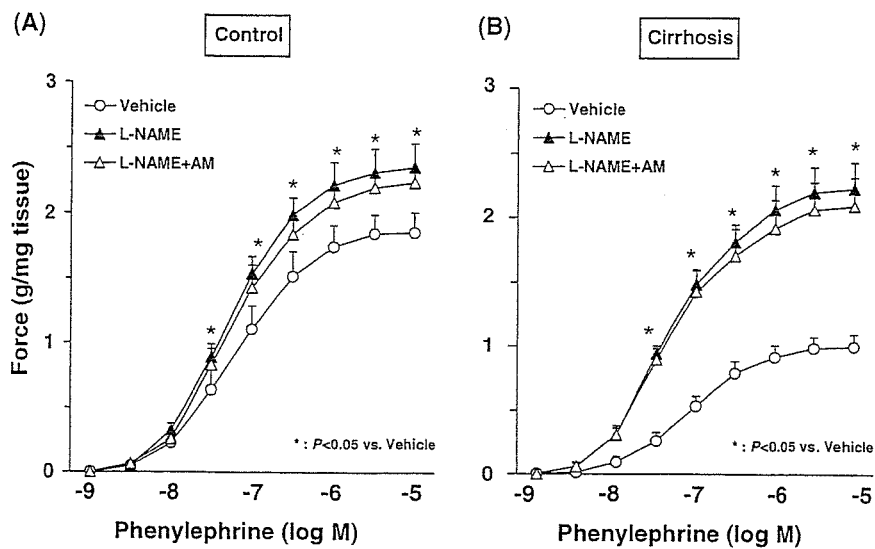 (A)
Control
3
2
1
0
Vehicle
L-NAME
L-NAME+AM
* * * * * *
Force (g/mg tissue)
* : P<0.05 vs. Vehicle
-9 -8 -7 -6 -5
Phenylephrine (log M)
(B)
Cirrhosis
3
2
1
0
Vehicle
L-NAME
L-NAME+AM
* * * * * *
* : P<0.05 vs. Vehicle
-9 -8 -7 -6 -5
Phenylephrine (log M)